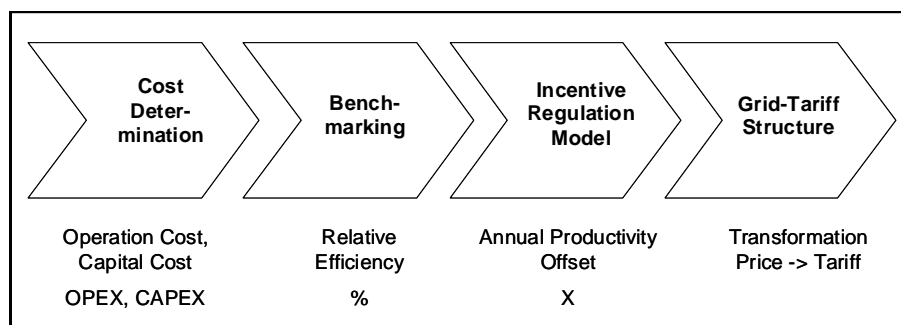 Cost
Deter-
mination
Bench-
marking
Incentive
Regulation
Model
Grid-Tariff
Structure
Operation Cost,
Capital Cost
OPEX, CAPEX
Relative
Efficiency
%
Annual Productivity
Offset
X
Transformation
Price -> Tariff